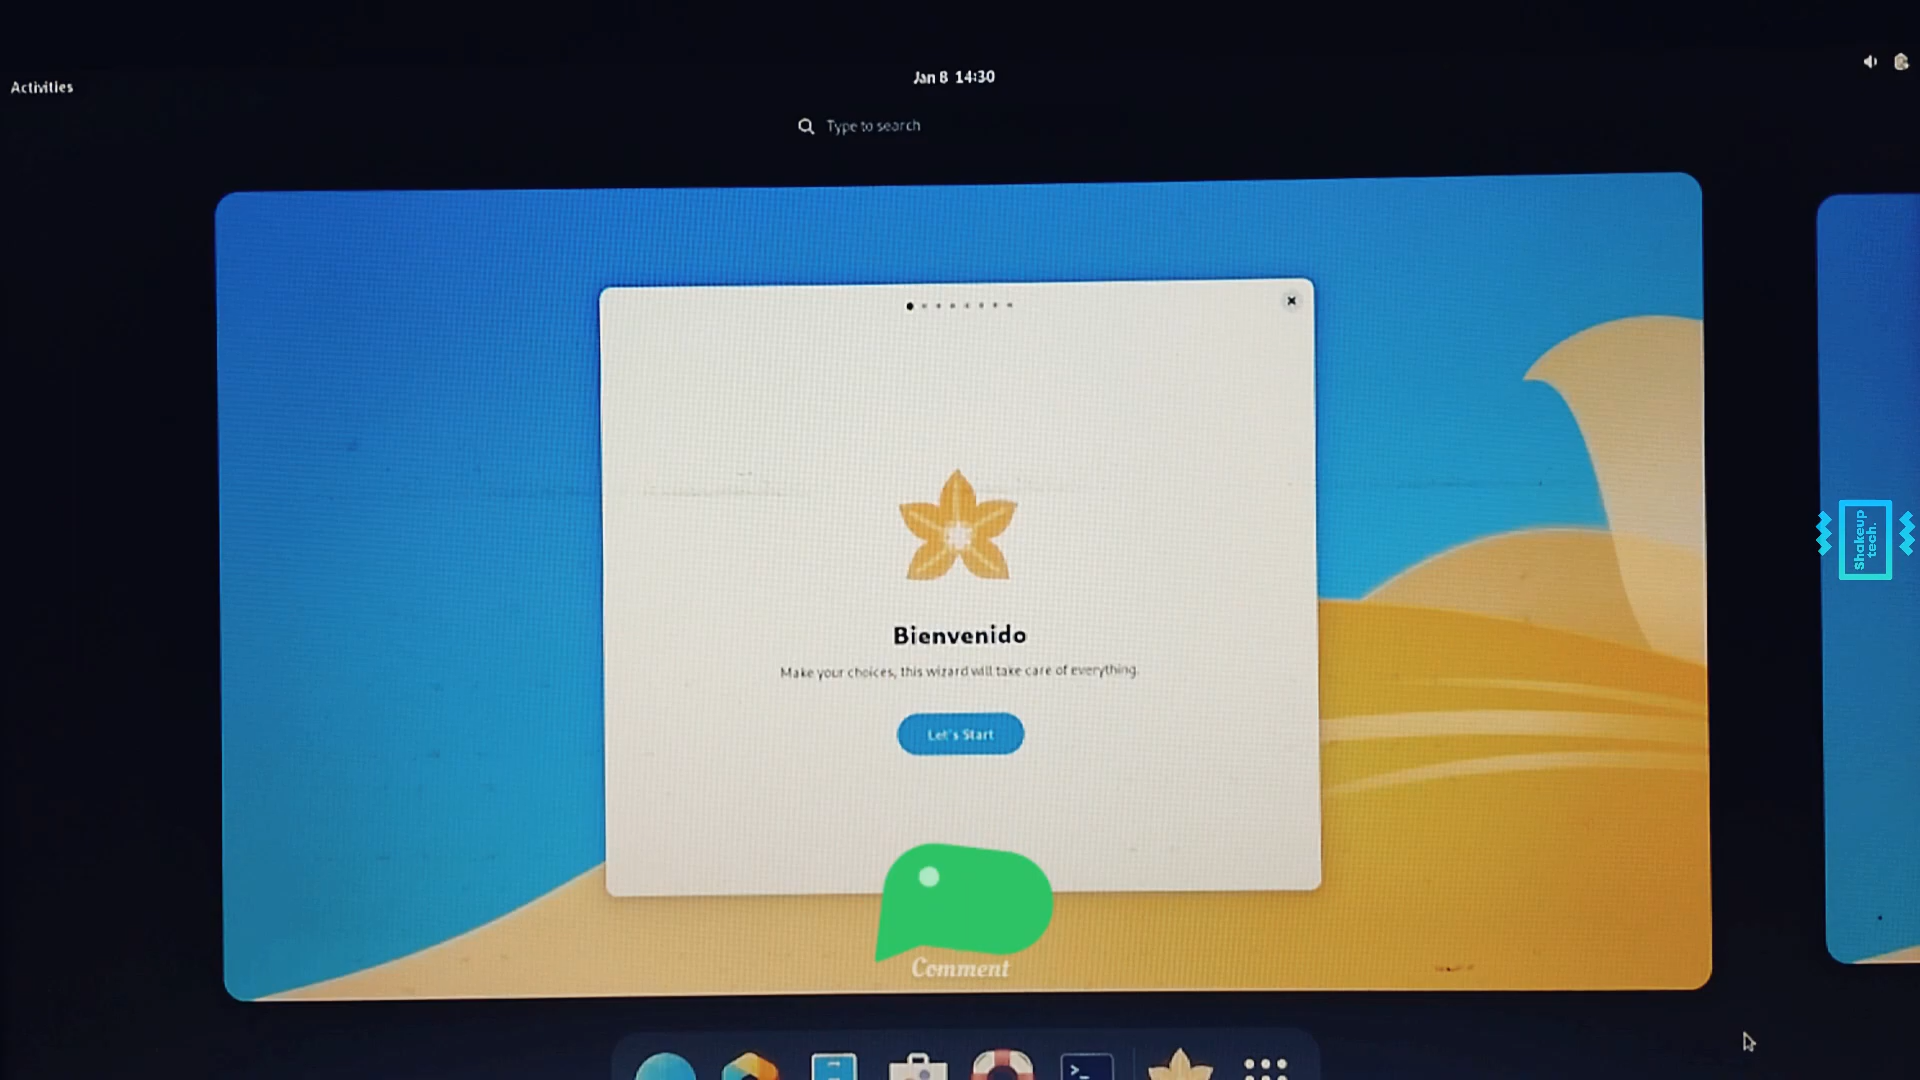 Activities
Jan 8 14:30
Type to search
Bienvenido
Make your choices, this wizard will take care of everything.
Let's Start
Comment
Shakeup
tech.
>_